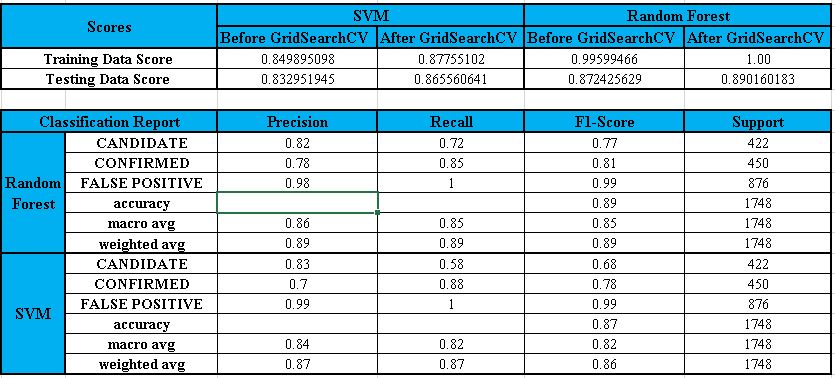 Scores SVM Random Forest
Before GridSearchCV After GridSearchCV Before GridSearchCV After GridSearchCV
Training Data Score 0.849895098 0.87755102 0.99599466 1.00
Testing Data Score 0.832951945 0.865560641 0.872425629 0.890160183
Classification Report Precision Recall F1-Score Support
Random Forest CANDIDATE 0.82 0.72 0.77 422
CONFIRMED 0.78 0.85 0.81 450
FALSE POSITIVE 0.98 1 0.99 876
accuracy 0.89 1748
macro avg 0.86 0.85 0.85 1748
weighted avg 0.89 0.89 0.89 1748
SVM CANDIDATE 0.83 0.58 0.68 422
CONFIRMED 0.7 0.88 0.78 450
FALSE POSITIVE 0.99 1 0.99 876
accuracy 0.87 1748
macro avg 0.84 0.82 0.82 1748
weighted avg 0.87 0.87 0.86 1748